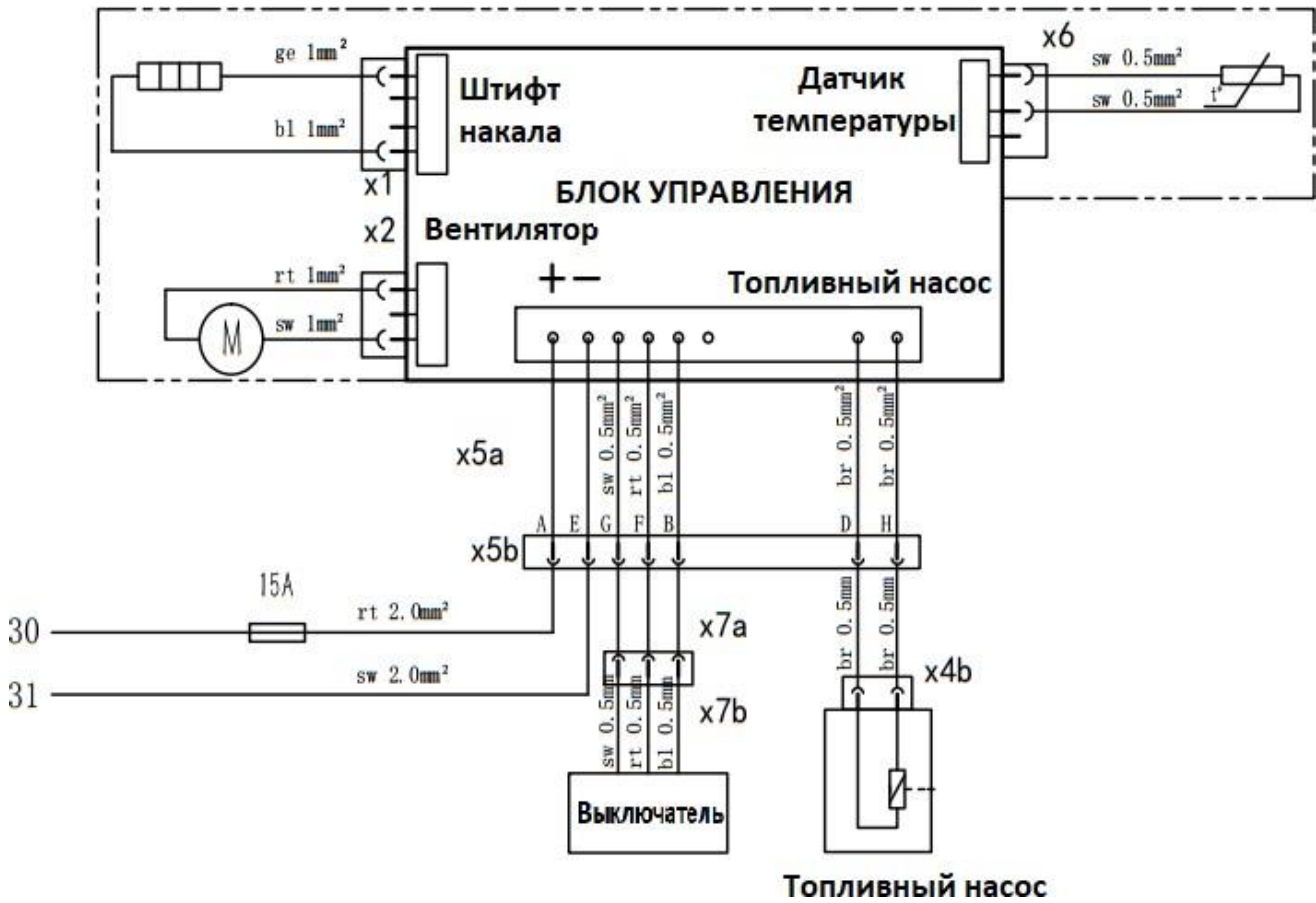 ge 1mm²
bl 1mm²
x1
x2
rt 1mm²
sw 1mm²
M
Штифт
накала
Вентилятор
Датчик
температуры
БЛОК УПРАВЛЕНИЯ
+ −
Топливный насос
x6
sw 0.5mm²
sw 0.5mm²
t°
x5a
sw 0.5mm²
rt 0.5mm²
bl 0.5mm²
br 0.5mm²
br 0.5mm²
x5b
A E G F B D H
15A
30
rt 2.0mm²
31
sw 2.0mm²
x7a
x7b
sw 0.5mm
rt 0.5mm
bl 0.5mm
br 0.5mm
br 0.5mm
x4b
Выключатель
Топливный насос